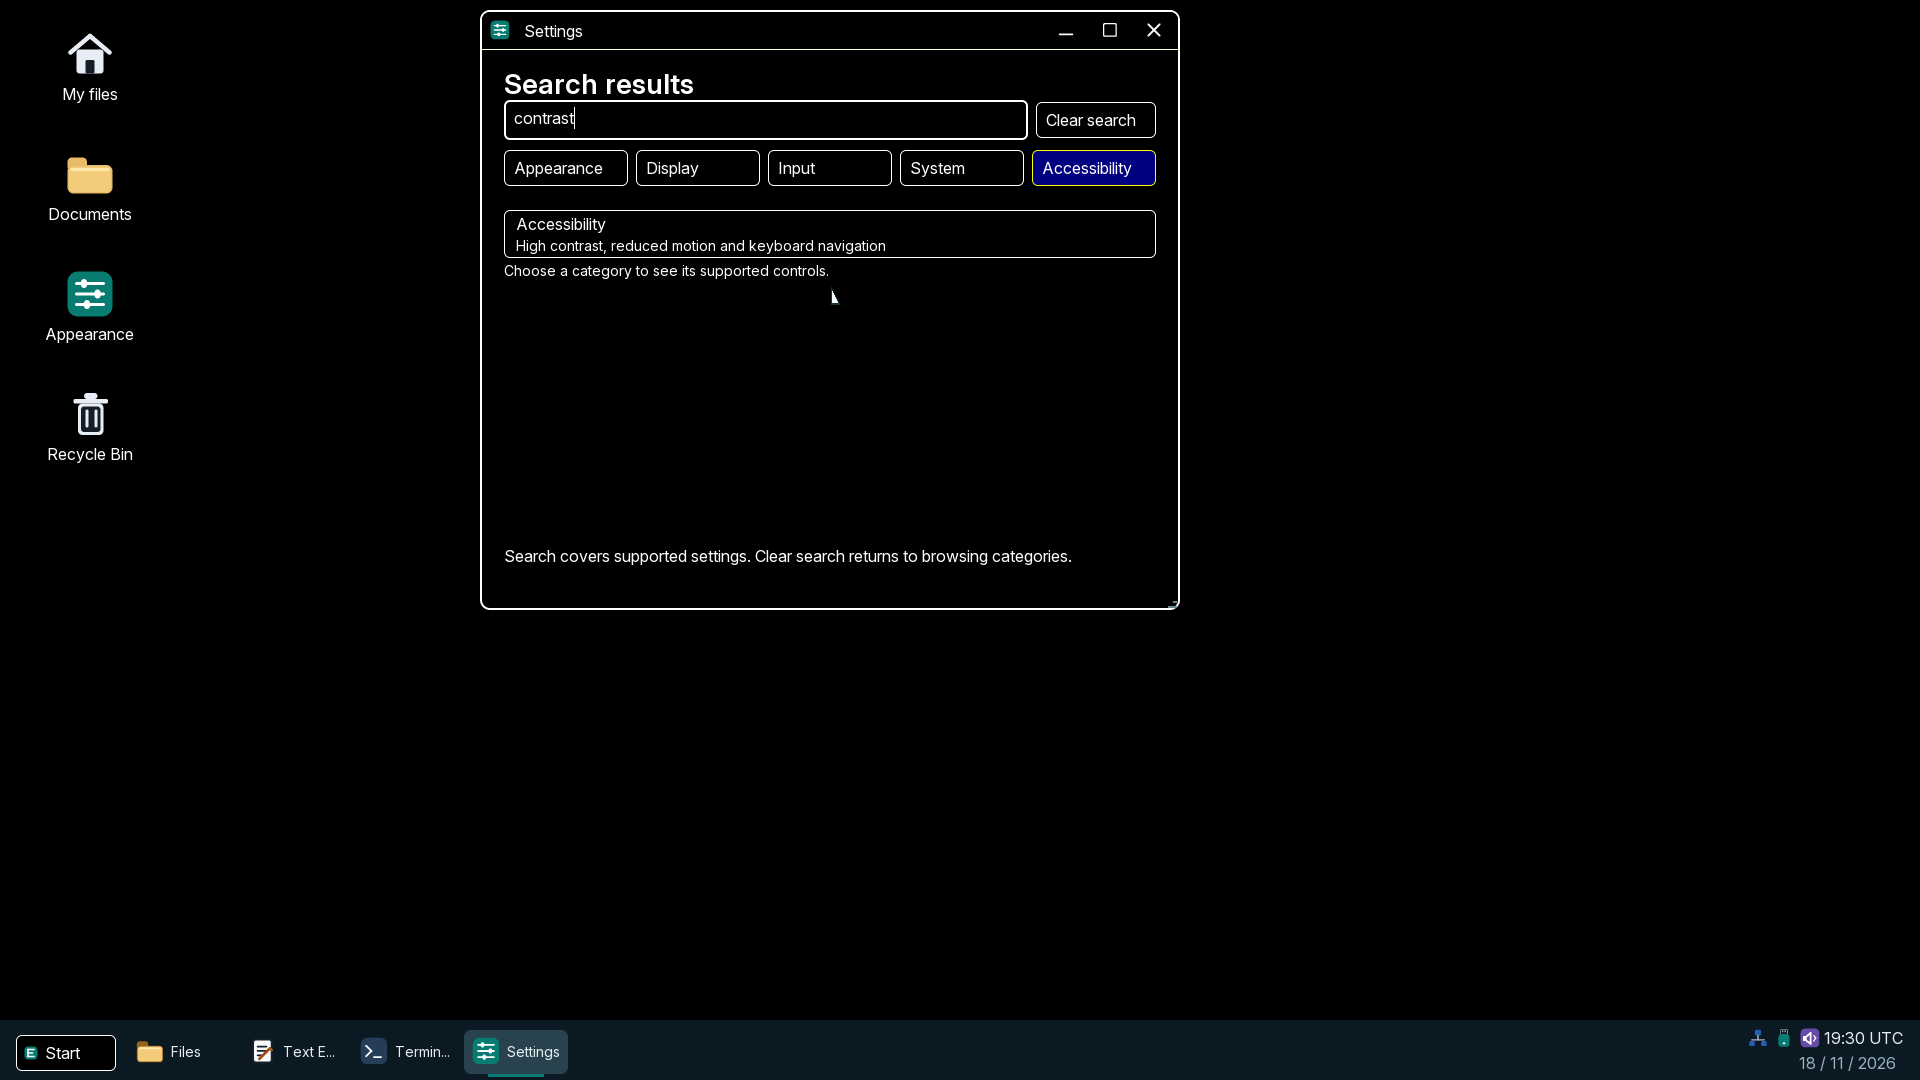 My files
Documents
Appearance
Recycle Bin
Settings
Search results
contrast
Clear search
Appearance
Display
Input
System
Accessibility
Accessibility
High contrast, reduced motion and keyboard navigation
Choose a category to see its supported controls.
Search covers supported settings. Clear search returns to browsing categories.
Start
Files
Text E...
Termin...
Settings
19:30 UTC
18 / 11 / 2026